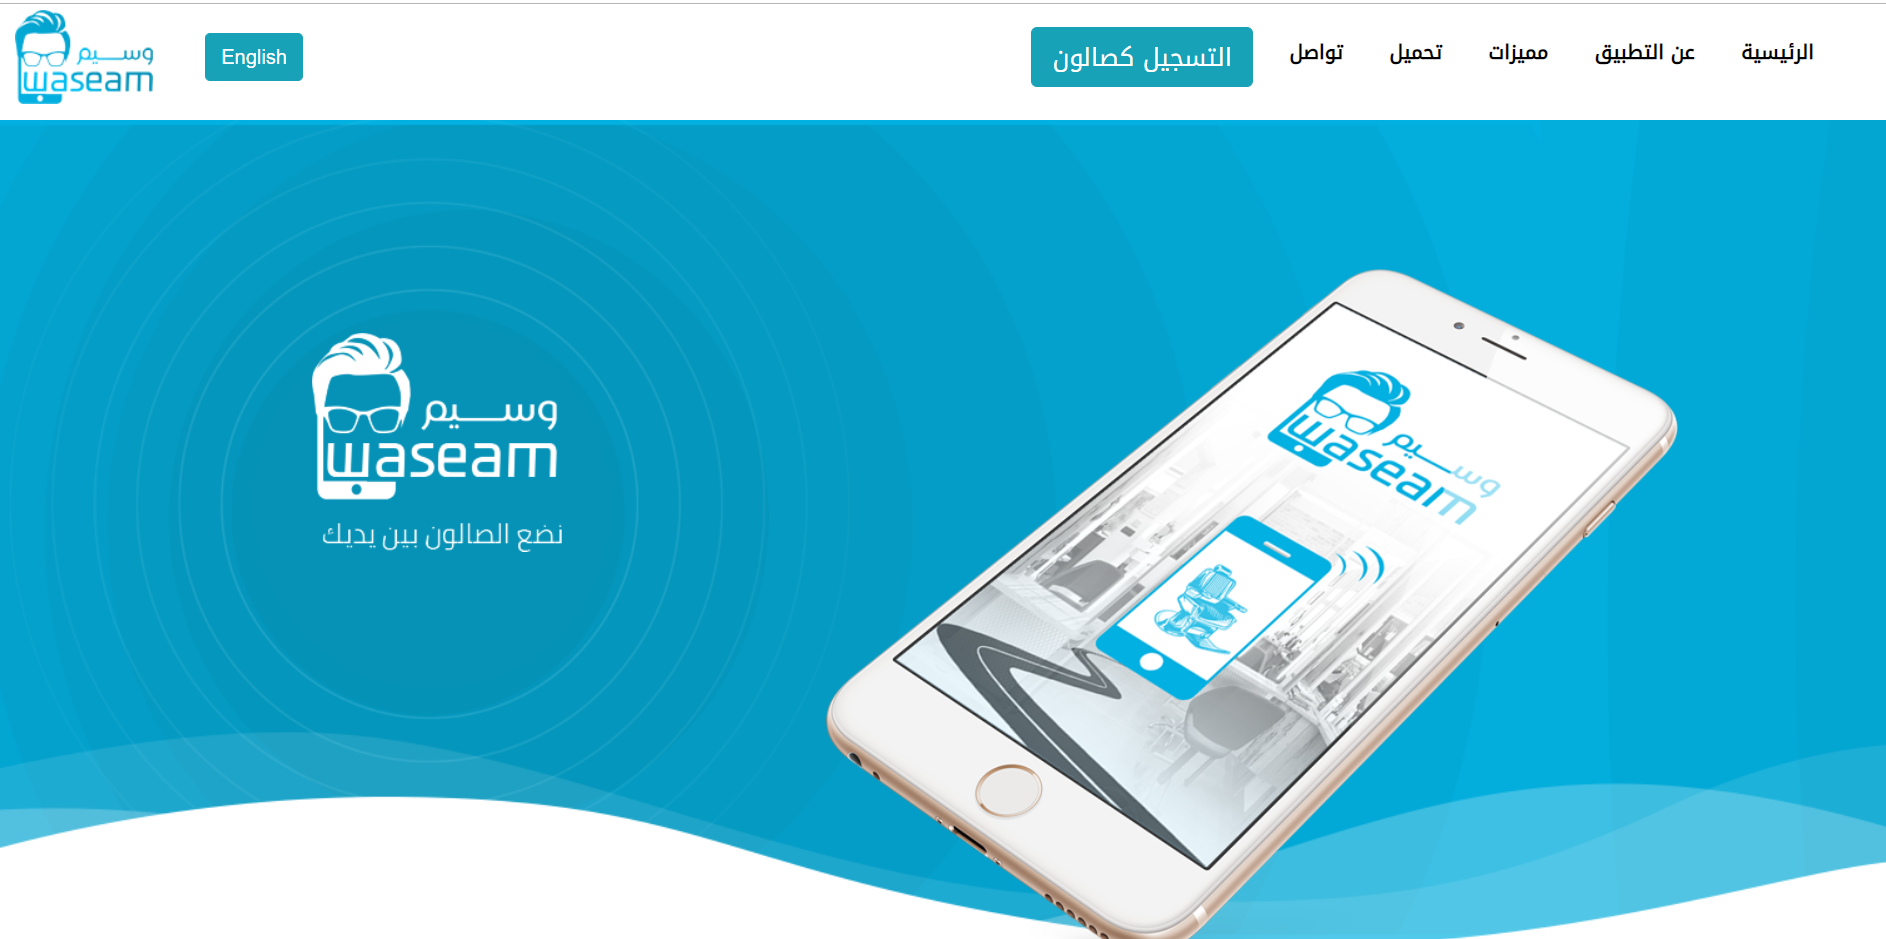 الرئيسية
عن التطبيق
مميزات
تحميل
تواصل
التسجيل كصالون
English
وسيم
waseam
وسيم
waseam
نضع الصالون بين يديك
وسيم
waseam